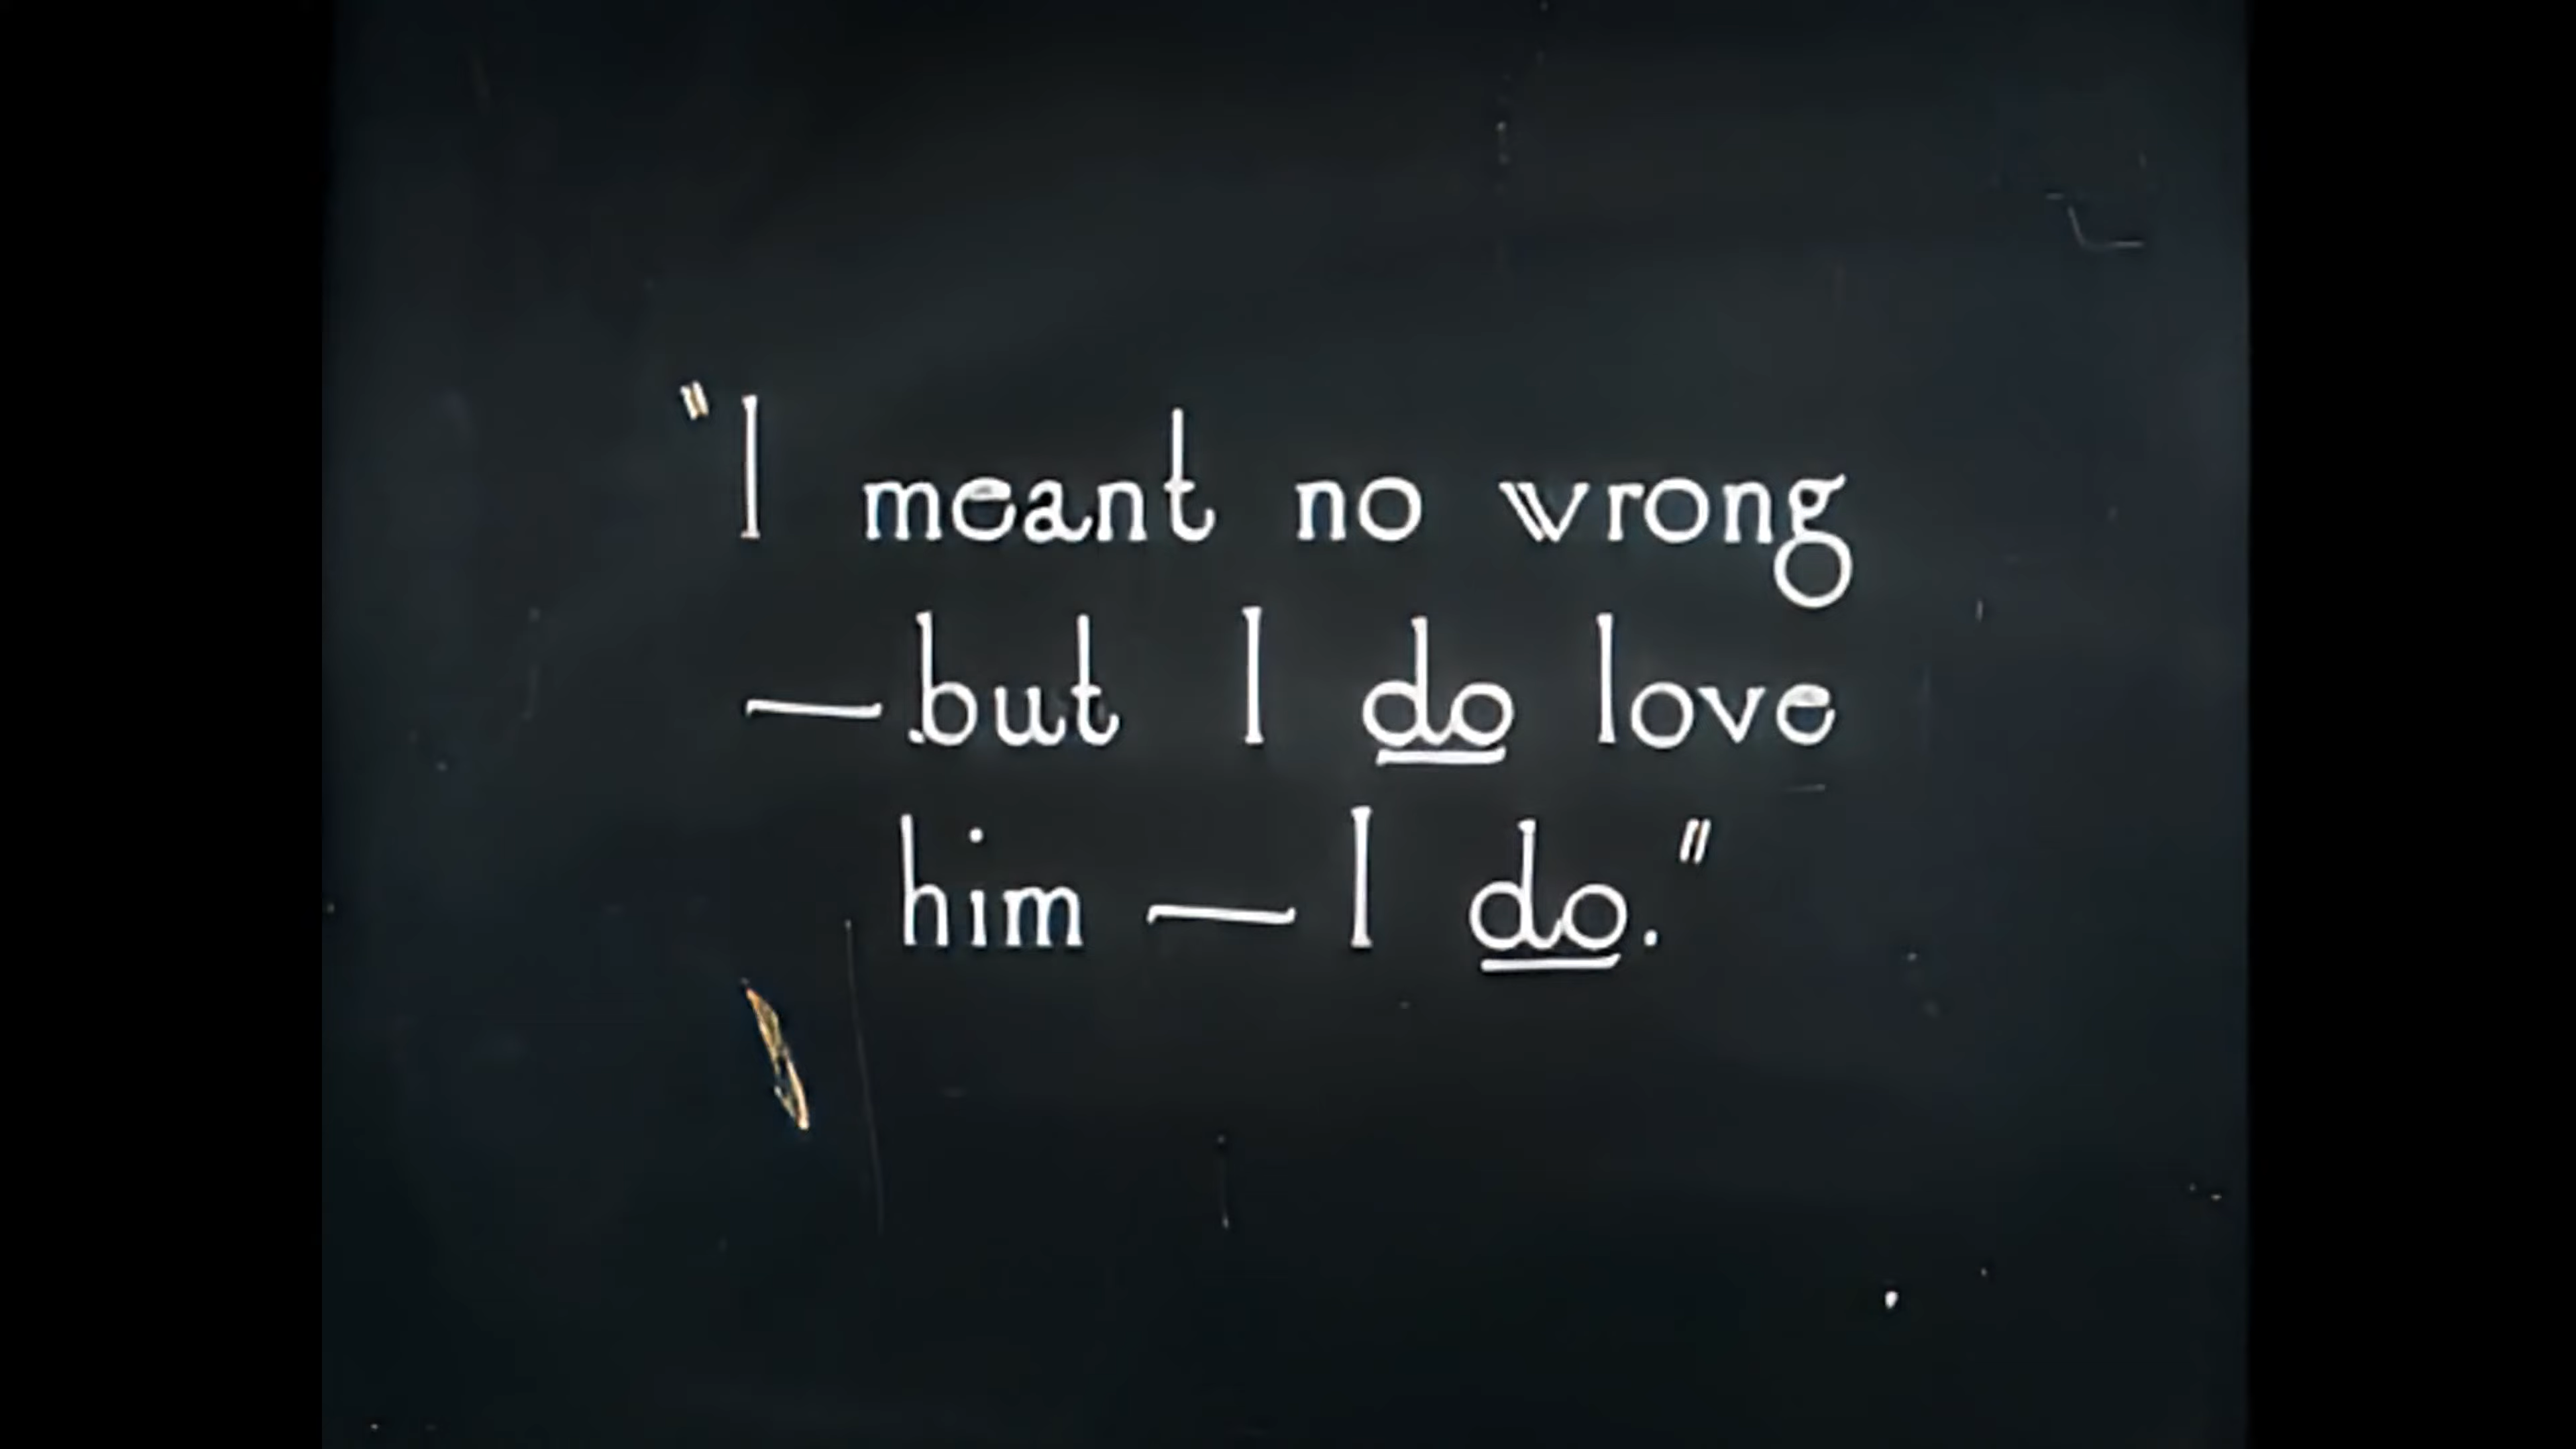 "I meant no wrong
—but I do love
him — I do."